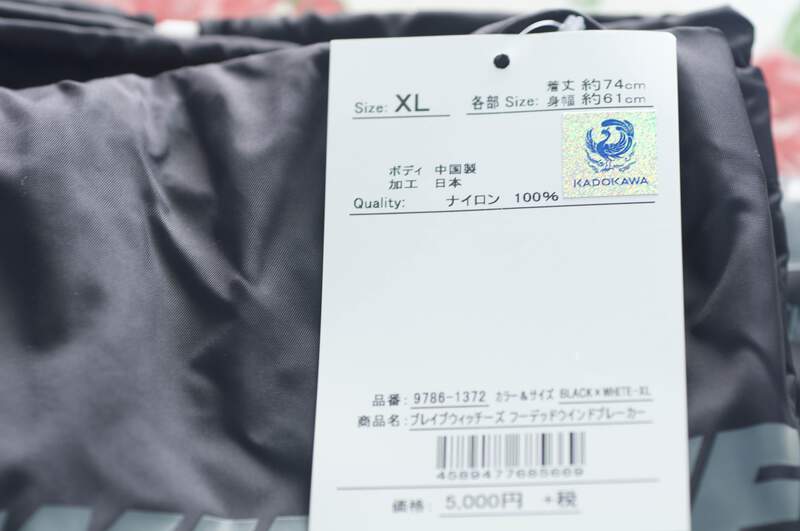 着丈 約74cm
Size: XL 各部 Size: 身幅 約61cm
KADOKAWA
ボディ 中国製
加工 日本
Quality: ナイロン 100%
品番: 9786-1372 カラー&サイズ BLACK×WHITE-XL
商品名: ブレイブウィッチーズ フーデッドウインドブレーカー
4589477685669
価格: 5,000円 +税